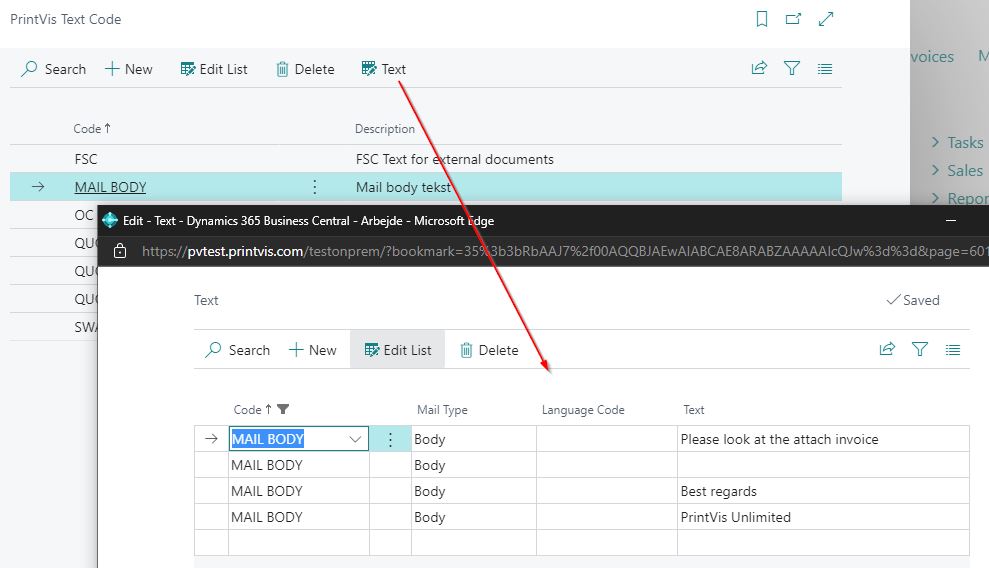 PrintVis Text Code
Search New Edit List Delete Text
voices
Code ↑ Description
FSC FSC Text for external documents
Tasks
MAIL BODY Mail body tekst
Sales
OC
Repor
Edit - Text - Dynamics 365 Business Central - Arbejde - Microsoft Edge
QUO
https://pvtest.printvis.com/testonprem/?bookmark=35%3b3bRbAAJ7%2f00AQQBJAEwAIABCAE8ARABZAAAAAIcQJw%3d%3d&page=601
QUO
QUO
SWA
Text Saved
Search New Edit List Delete
Code ↑ Mail Type Language Code Text
MAIL BODY Body Please look at the attach invoice
MAIL BODY Body
MAIL BODY Body Best regards
MAIL BODY Body PrintVis Unlimited